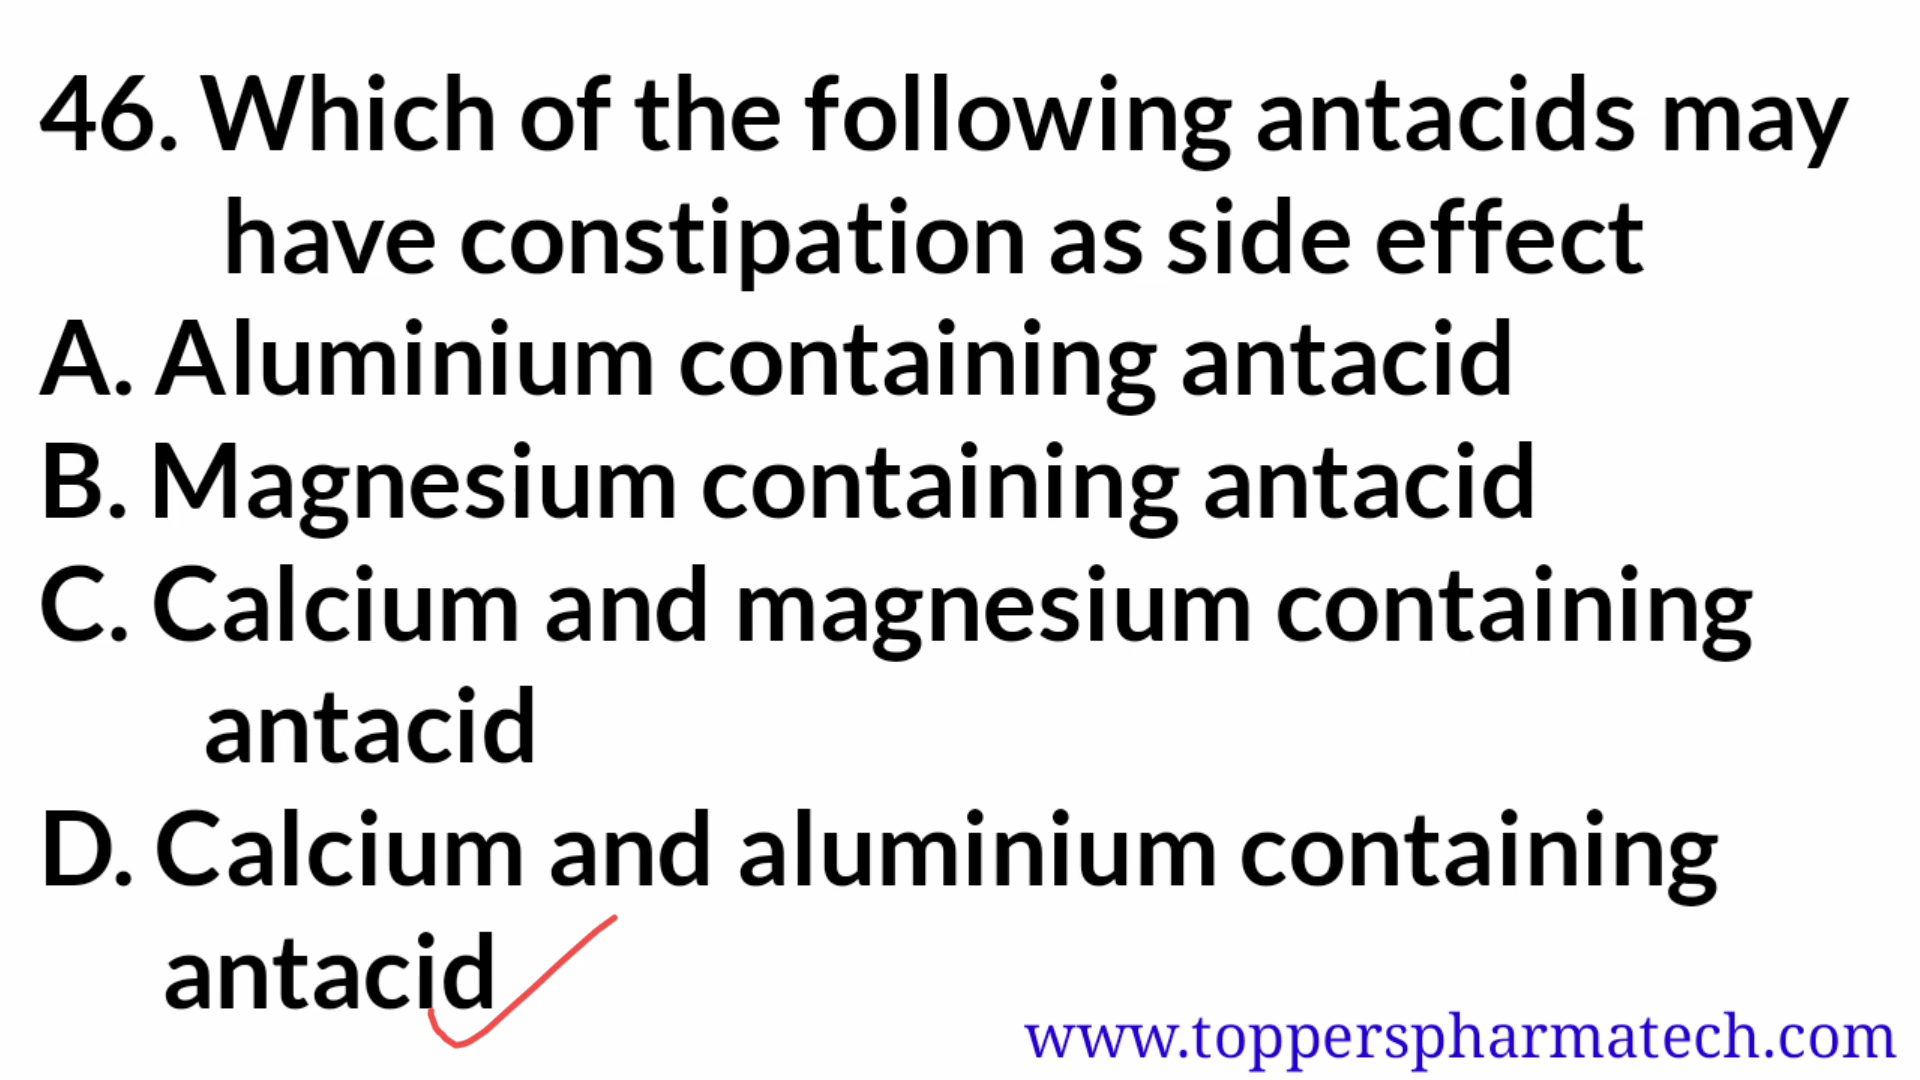 46. Which of the following antacids may
have constipation as side effect
A. Aluminium containing antacid
B. Magnesium containing antacid
C. Calcium and magnesium containing
antacid
D. Calcium and aluminium containing
antacid
www.topperspharmatech.com